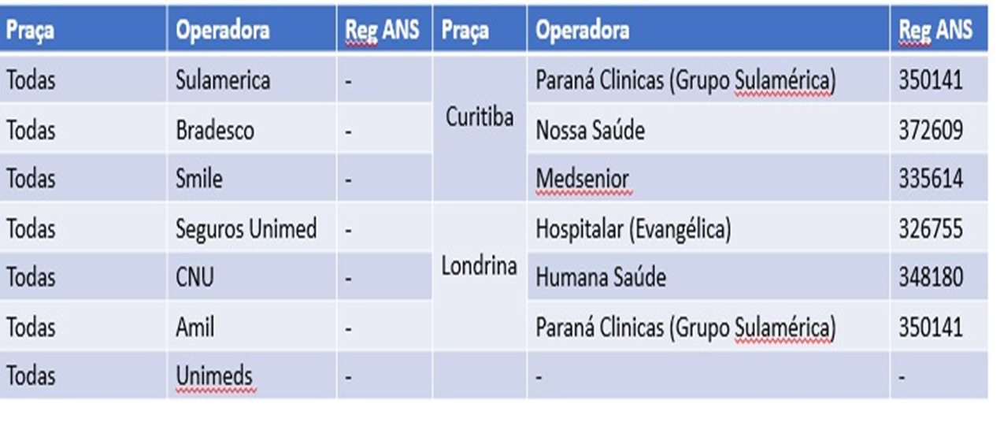 Praça Operadora Reg ANS Praça Operadora Reg ANS
Todas Sulamerica - Curitiba Paraná Clinicas (Grupo Sulamérica) 350141
Todas Bradesco - Nossa Saúde 372609
Todas Smile - Medsenior 335614
Todas Seguros Unimed - Londrina Hospitalar (Evangélica) 326755
Todas CNU - Humana Saúde 348180
Todas Amil - Paraná Clinicas (Grupo Sulamérica) 350141
Todas Unimeds - - -